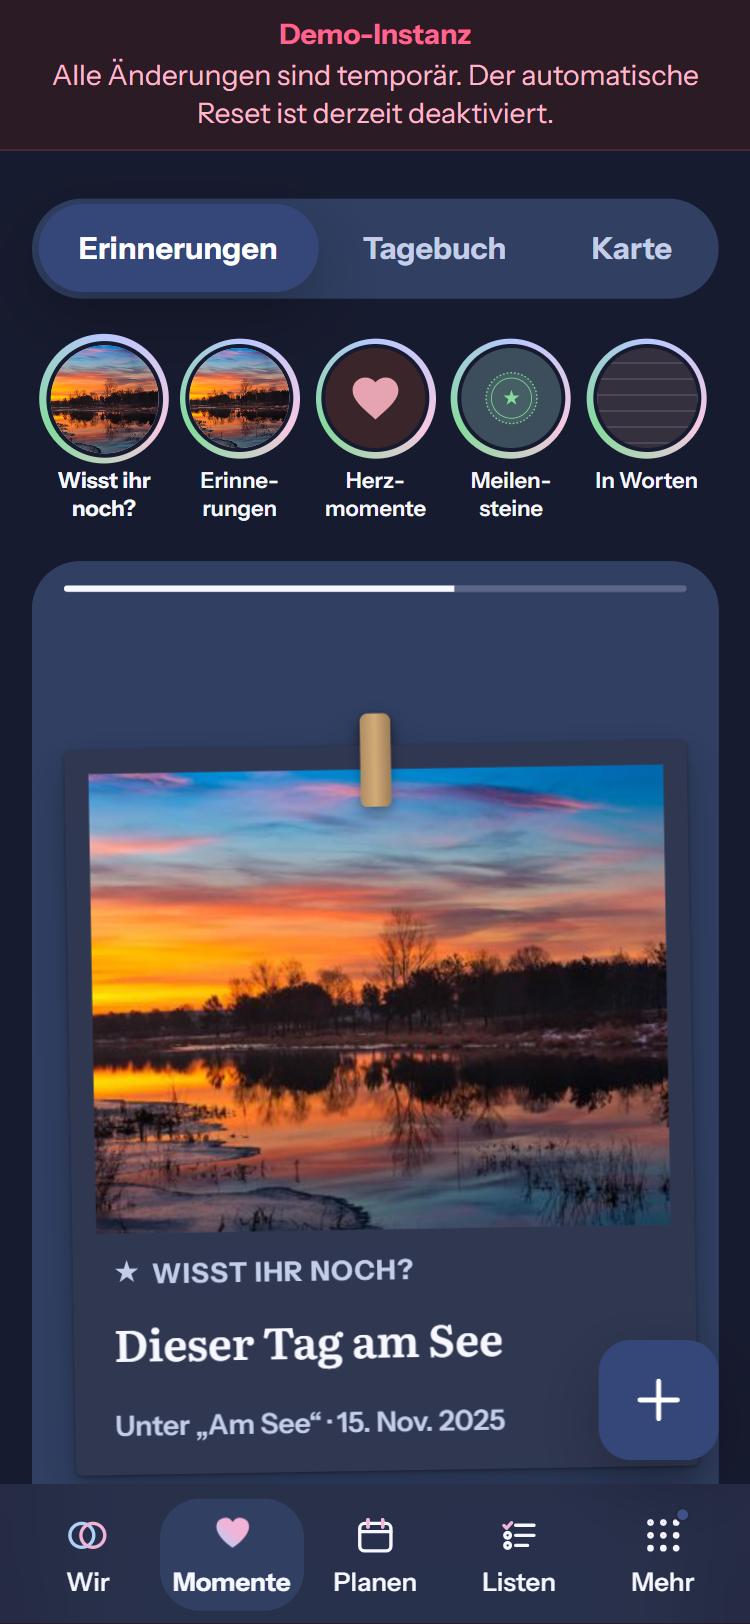 Demo-Instanz
Alle Änderungen sind temporär. Der automatische
Reset ist derzeit deaktiviert.
Erinnerungen
Tagebuch
Karte
Wisst ihr
noch?
Erinne-
rungen
Herz-
momente
Meilen-
steine
In Worten
WISST IHR NOCH?
Dieser Tag am See
Unter „Am See“ · 15. Nov. 2025
Wir
Momente
Planen
Listen
Mehr